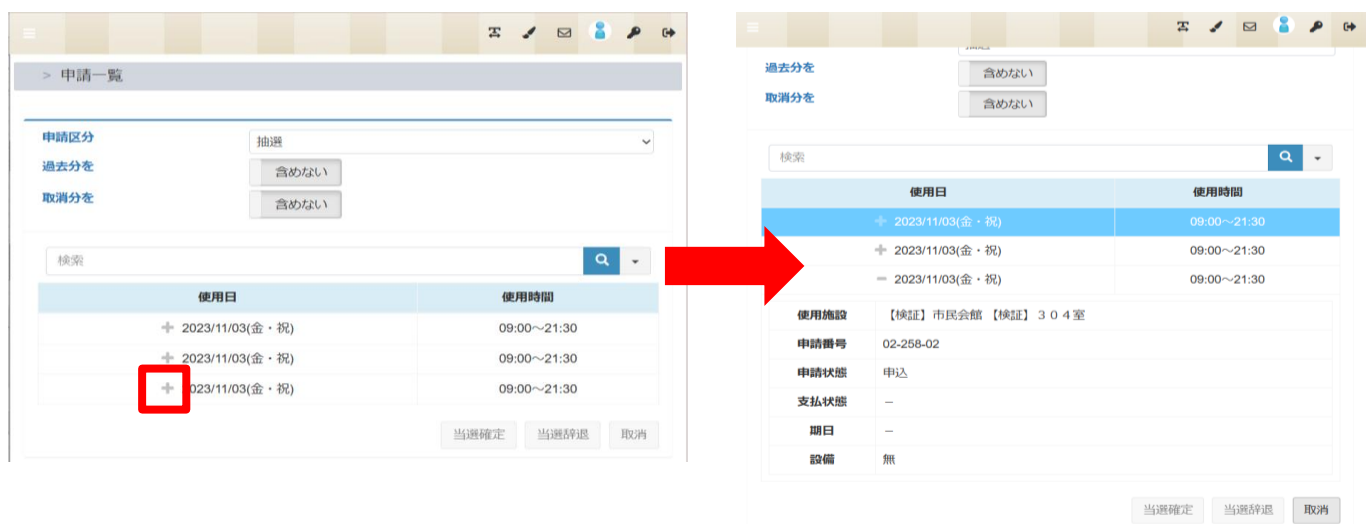 > 申請一覧
申請区分
抽選
過去分を
含めない
取消分を
含めない
検索
使用日 使用時間
2023/11/03(金・祝) 09:00～21:30
2023/11/03(金・祝) 09:00～21:30
2023/11/03(金・祝) 09:00～21:30
当選確定 当選辞退 取消
過去分を
含めない
取消分を
含めない
検索
使用日 使用時間
2023/11/03(金・祝) 09:00～21:30
2023/11/03(金・祝) 09:00～21:30
2023/11/03(金・祝) 09:00～21:30
使用施設 【検証】市民会館 【検証】３０４室
申請番号 02-258-02
申請状態 申込
支払状態 –
期日 –
設備 無
当選確定 当選辞退 取消